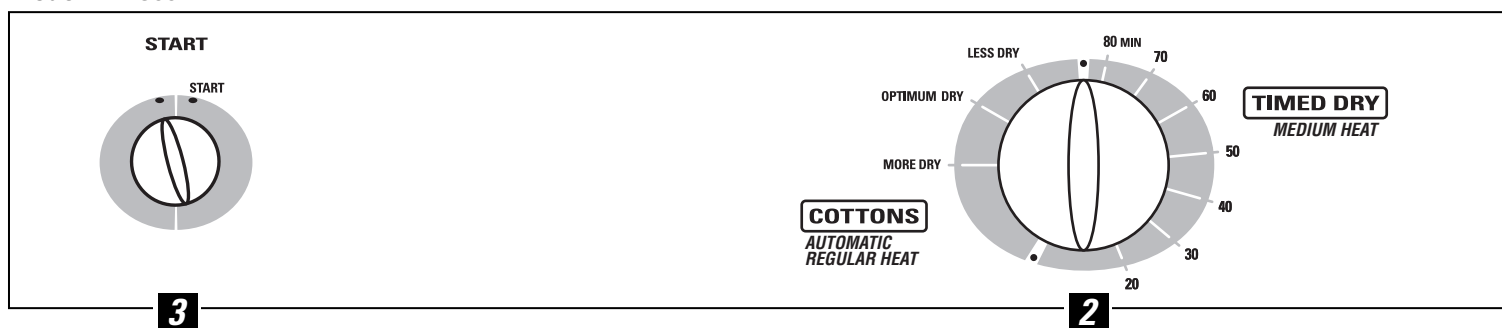 START
START
LESS DRY
OPTIMUM DRY
MORE DRY
COTTONS
AUTOMATIC
REGULAR HEAT
80 MIN
70
60
50
40
30
20
TIMED DRY
MEDIUM HEAT
3
2